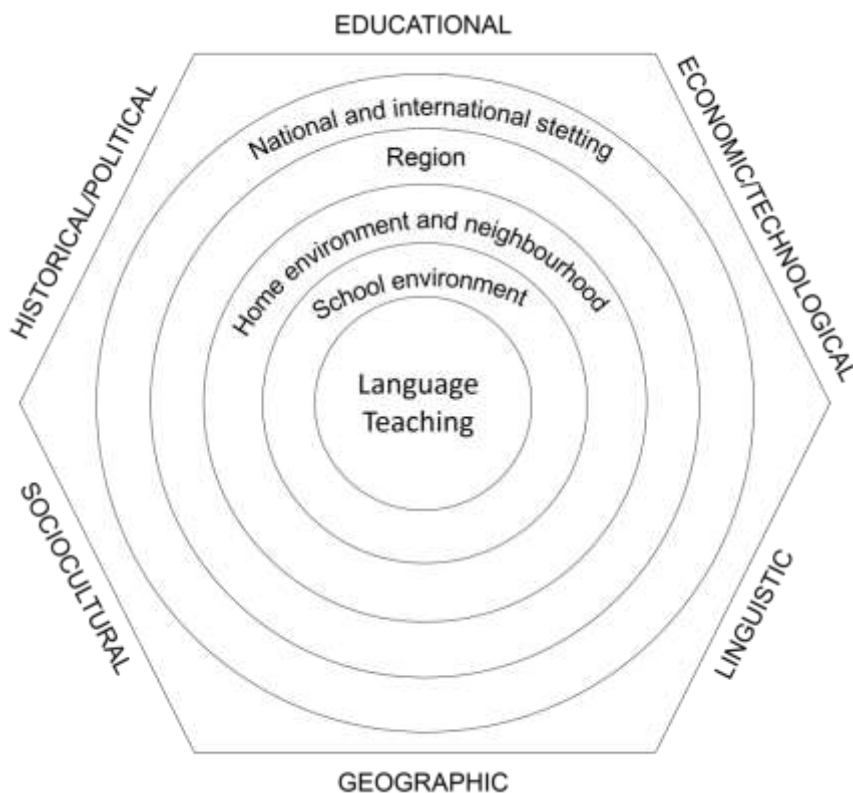 EDUCATIONAL
HISTORICAL/POLITICAL
ECONOMIC/TECHNOLOGICAL
National and international stetting
Region
Home environment and neighbourhood
School environment
Language
Teaching
SOCIOCULTURAL
LINGUISTIC
GEOGRAPHIC